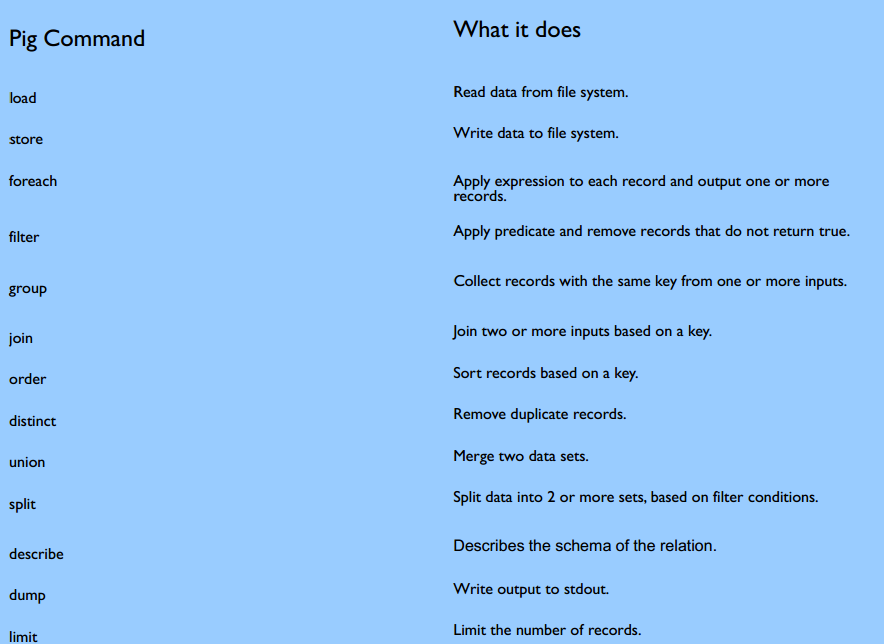 Pig Command What it does
load Read data from file system.
store Write data to file system.
foreach Apply expression to each record and output one or more
records.
filter Apply predicate and remove records that do not return true.
group Collect records with the same key from one or more inputs.
join Join two or more inputs based on a key.
order Sort records based on a key.
distinct Remove duplicate records.
union Merge two data sets.
split Split data into 2 or more sets, based on filter conditions.
describe Describes the schema of the relation.
dump Write output to stdout.
limit Limit the number of records.